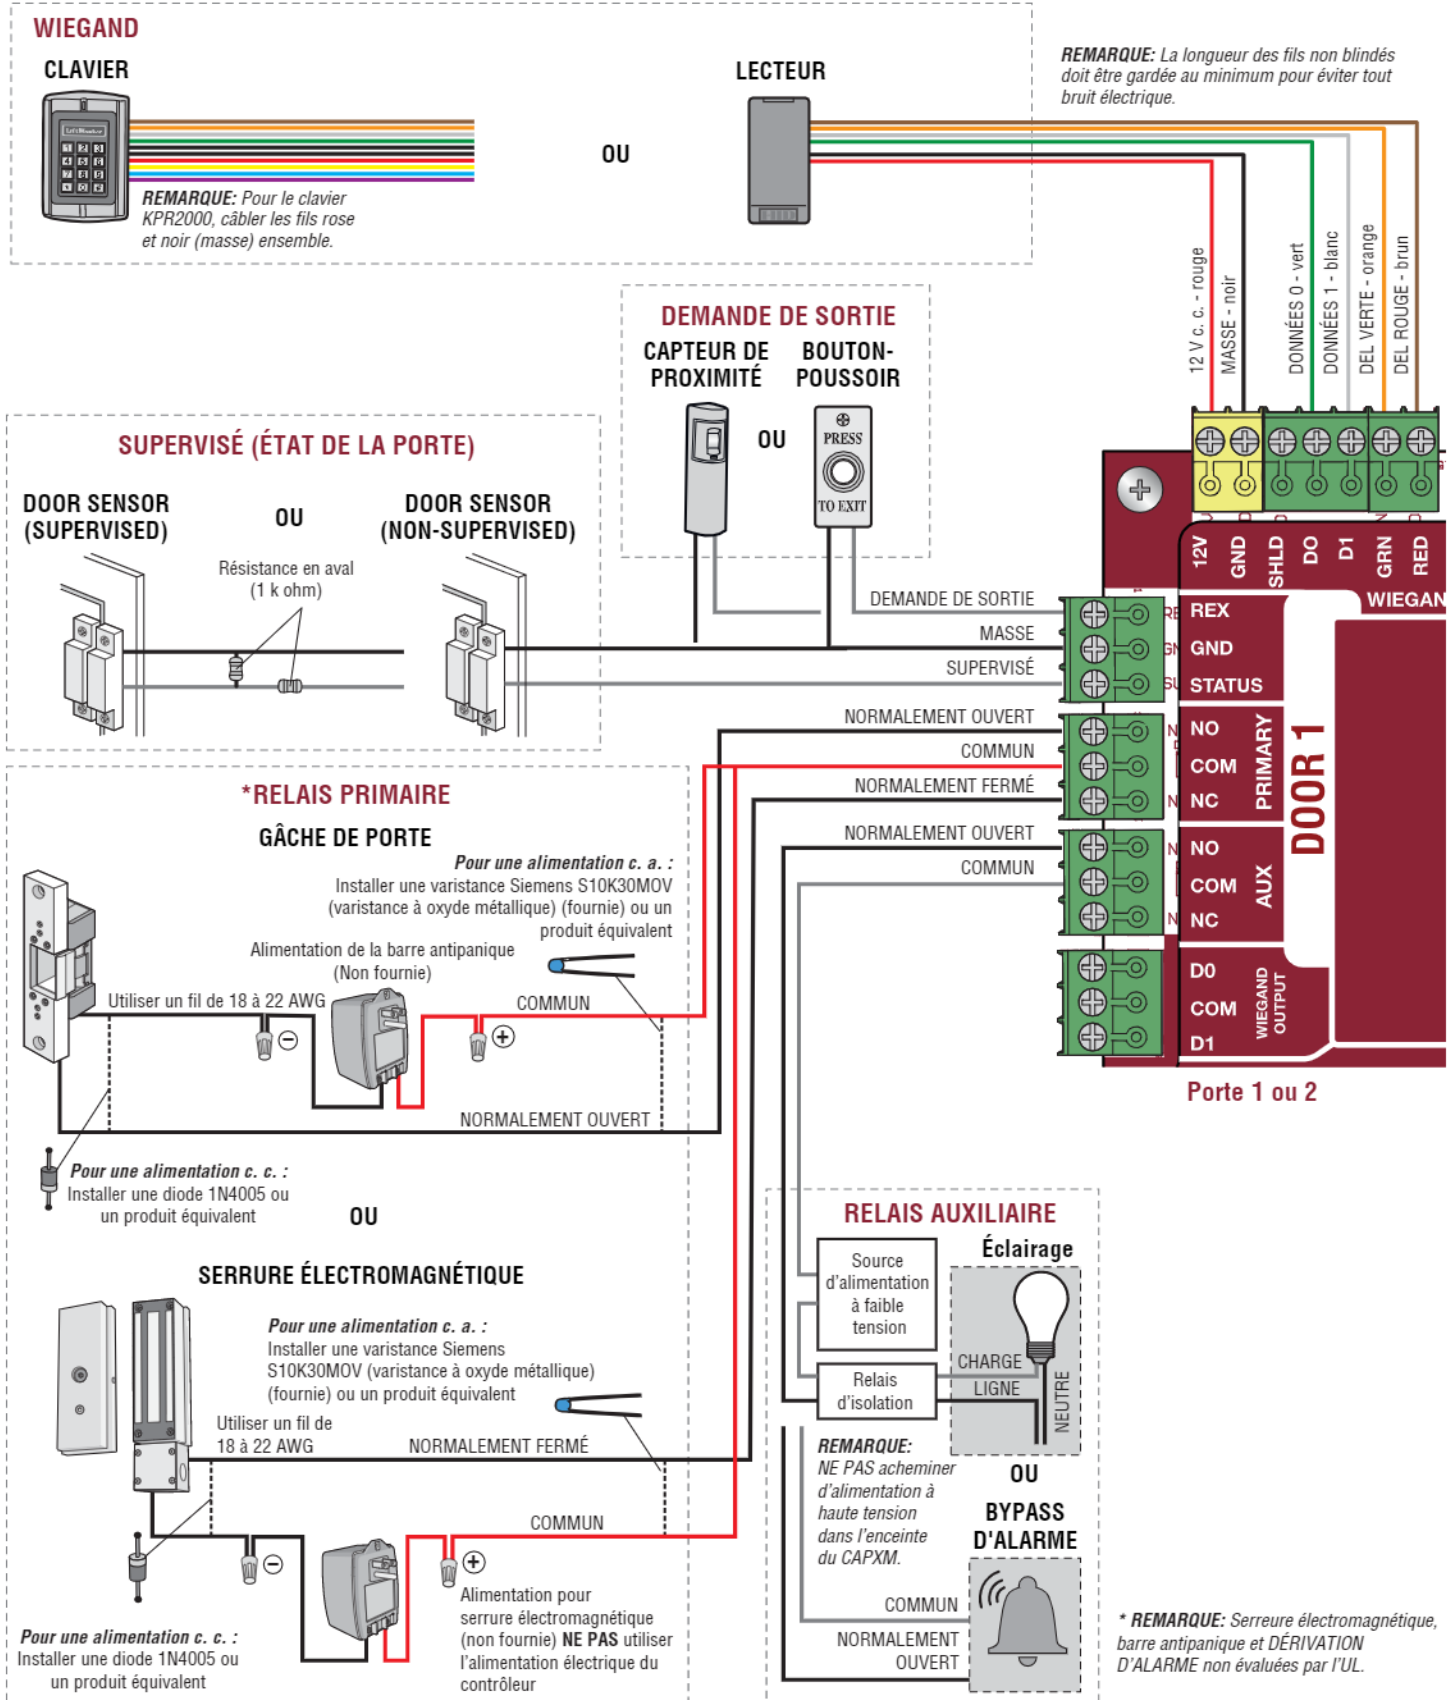 WIEGAND
CLAVIER
REMARQUE: Pour le clavier
KPR2000, câbler les fils rose
et noir (masse) ensemble.
1 2 3
4 5 6
7 8 9
OU
LECTEUR
REMARQUE: La longueur des fils non blindés
doit être gardée au minimum pour éviter tout
bruit électrique.
12 V c. c. - rouge
MASSE - noir
DONNÉES 0 - vert
DONNÉES 1 - blanc
DEL VERTE - orange
DEL ROUGE - brun
DEMANDE DE SORTIE
CAPTEUR DE
PROXIMITÉ
OU
BOUTON-
POUSSOIR
PRESS
TO EXIT
SUPERVISÉ (ÉTAT DE LA PORTE)
DOOR SENSOR
(SUPERVISED)
OU
DOOR SENSOR
(NON-SUPERVISED)
Résistance en aval
(1 k ohm)
DEMANDE DE SORTIE
MASSE
SUPERVISÉ
NORMALEMENT OUVERT
COMMUN
NORMALEMENT FERMÉ
NORMALEMENT OUVERT
COMMUN
12V
GND
SHLD
DO
D1
GRN
RED
WIEGAN
REX
GND
STATUS
NO
COM
NC
PRIMARY
NO
COM
NC
AUX
D0
COM
D1
WIEGAND
OUTPUT
DOOR 1
Porte 1 ou 2
*RELAIS PRIMAIRE
GÂCHE DE PORTE
Pour une alimentation c. a. :
Installer une varistance Siemens S10K30MOV
(varistance à oxyde métallique) (fournie) ou un
produit équivalent
Alimentation de la barre antipanique
(Non fournie)
Utiliser un fil de 18 à 22 AWG
COMMUN
NORMALEMENT OUVERT
Pour une alimentation c. c. :
Installer une diode 1N4005 ou
un produit équivalent
OU
SERRURE ÉLECTROMAGNÉTIQUE
Pour une alimentation c. a. :
Installer une varistance Siemens
S10K30MOV (varistance à oxyde métallique)
(fournie) ou un produit équivalent
Utiliser un fil de
18 à 22 AWG
NORMALEMENT FERMÉ
COMMUN
Alimentation pour
serrure électromagnétique
(non fournie) NE PAS utiliser
l'alimentation électrique du
contrôleur
Pour une alimentation c. c. :
Installer une diode 1N4005 ou
un produit équivalent
RELAIS AUXILIAIRE
Source
d'alimentation
à faible
tension
Éclairage
Relais
d'isolation
CHARGE
LIGNE
NEUTRE
REMARQUE:
NE PAS acheminer
d'alimentation à
haute tension
dans l'enceinte
du CAPXM.
OU
BYPASS
D'ALARME
COMMUN
NORMALEMENT
OUVERT
* REMARQUE: Serreure électromagnétique,
barre antipanique et DÉRIVATION
D'ALARME non évaluées par l'UL.